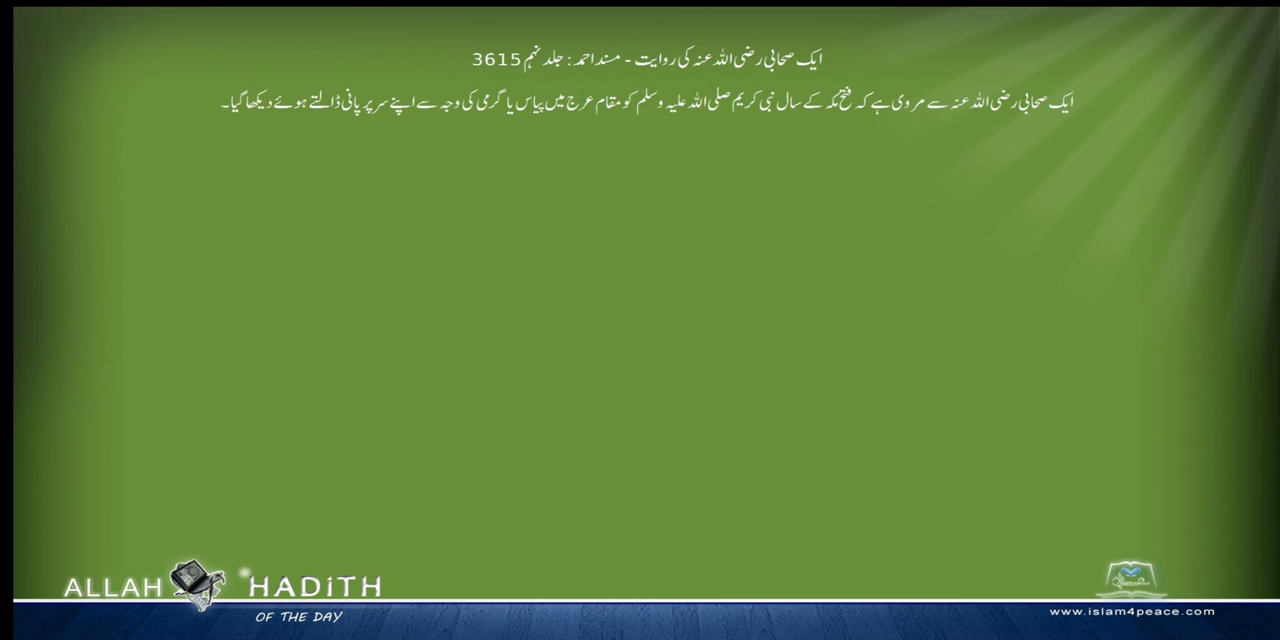 ایک صحابی رضی اللہ عنہ کی روایت - مسند احمد : جلد نہم 3615
ایک صحابی رضی اللہ عنہ سے مروی ہے کہ فتح مکہ کے سال نبی کریم صلی اللہ علیہ وسلم کو مقام عرج میں پیاس یا گرمی کی وجہ سے اپنے سر پر پانی ڈالتے ہوئے دیکھا گیا ۔
ALLAH HADITH
OF THE DAY
www.islam4peace.com